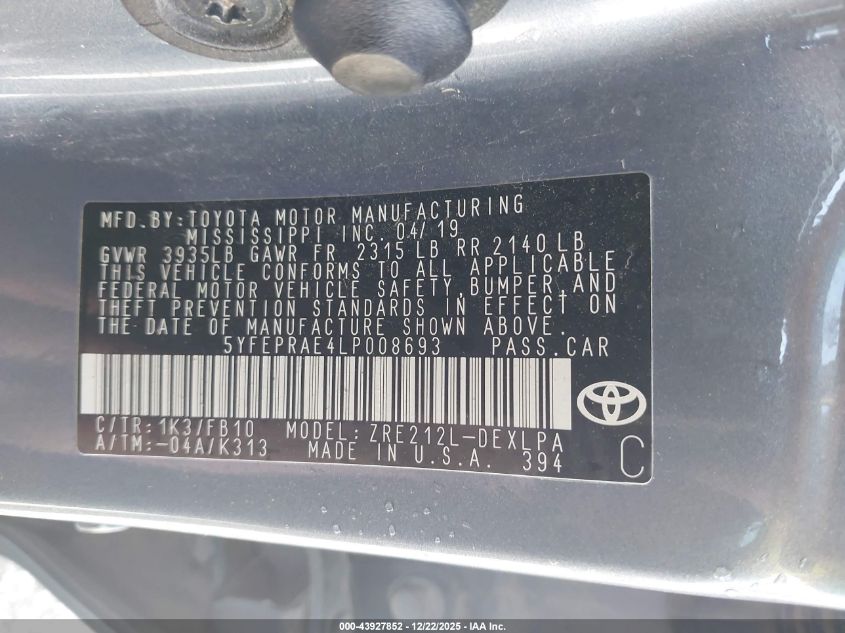 MFD. BY: TOYOTA MOTOR MANUFACTURING
MISSISSIPPI INC. 04/19
GVWR 3935LB GAWR FR 2315 LB RR 2140 LB
THIS VEHICLE CONFORMS TO ALL APPLICABLE
FEDERAL MOTOR VEHICLE SAFETY, BUMPER, AND
THEFT PREVENTION STANDARDS IN EFFECT ON
THE DATE OF MANUFACTURE SHOWN ABOVE.
5YFEPRAE4LP008693 PASS. CAR
C/TR: 1K3/FB10 MODEL: ZRE212L-DEXLPA
A/TM: -04A/K313 MADE IN U.S.A. 394
C
000-43927852 - 12/22/2025 - IAA Inc.